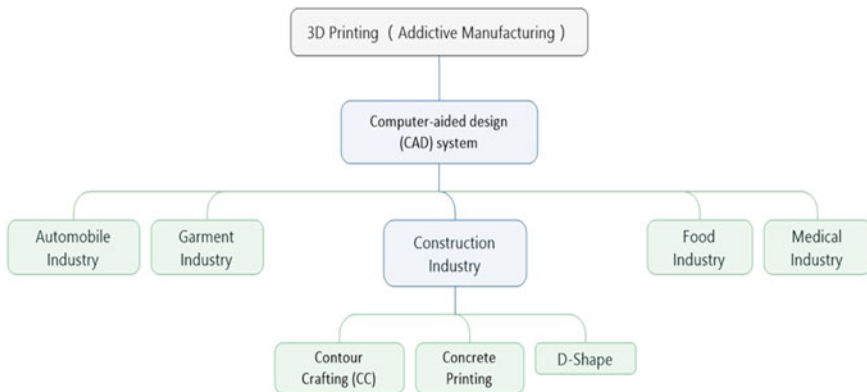 3D Printing ( Addictive Manufacturing )
Computer-aided design
(CAD) system
Automobile
Industry
Garment
Industry
Construction
Industry
Food
Industry
Medical
Industry
Contour
Crafting (CC)
Concrete
Printing
D-Shape